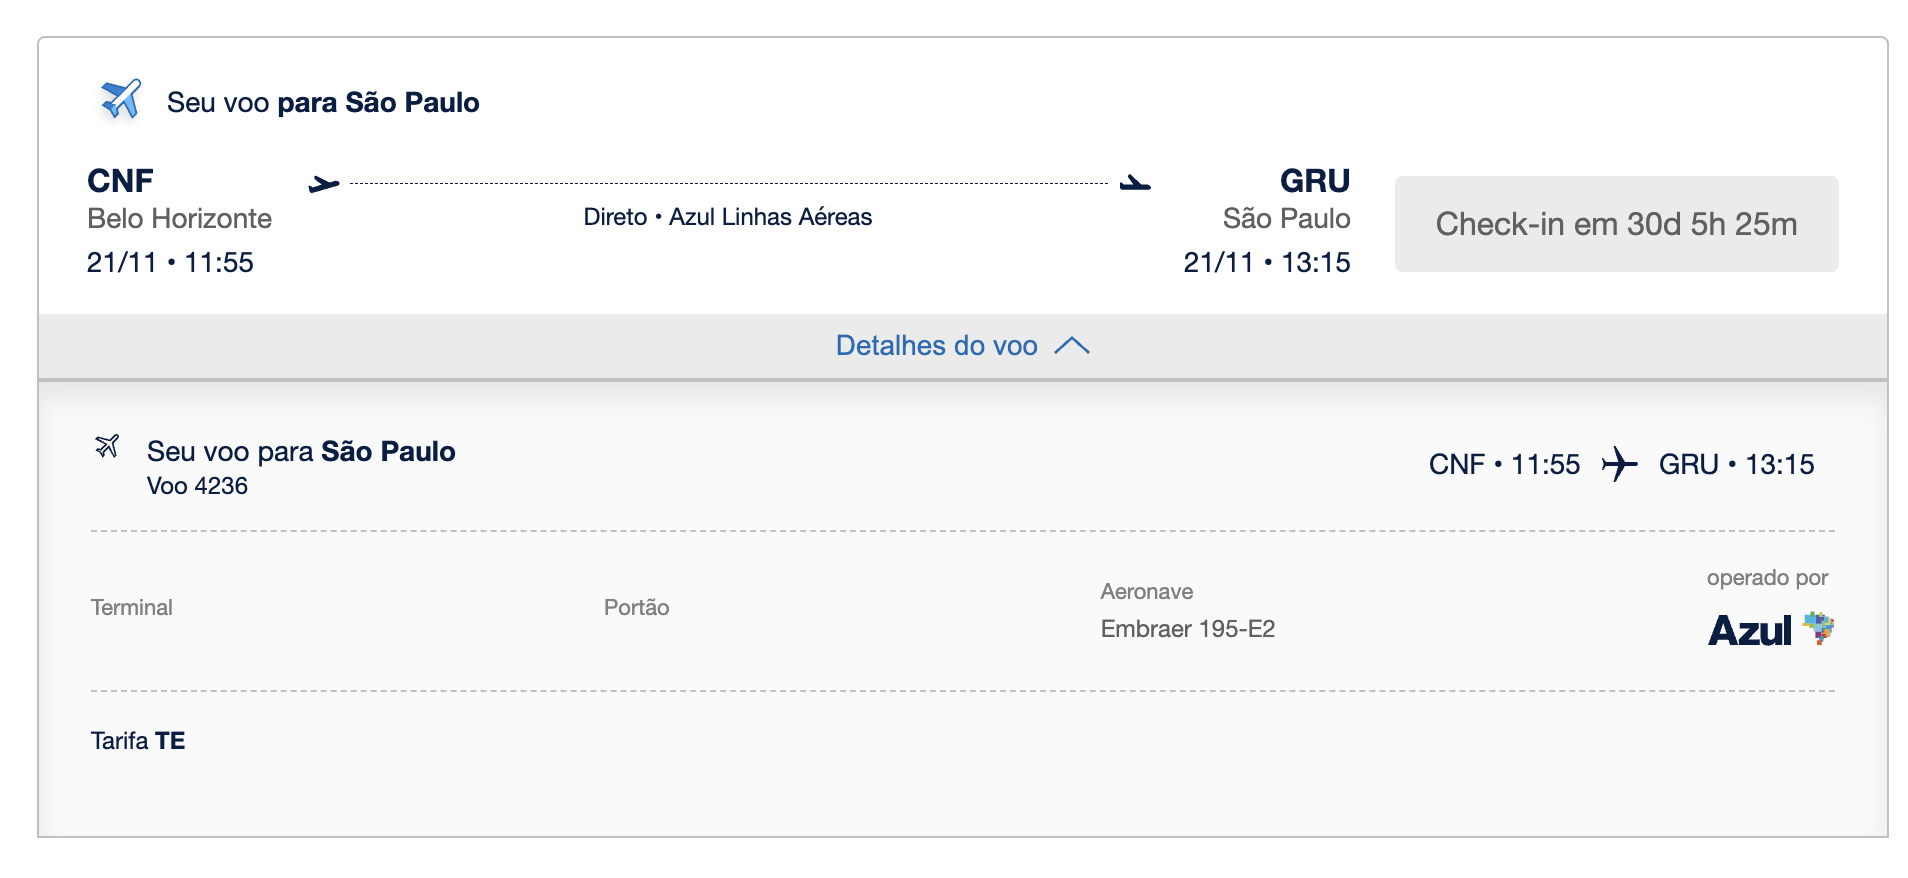 Seu voo para São Paulo
CNF
Belo Horizonte
21/11 • 11:55
Direto • Azul Linhas Aéreas
GRU
São Paulo
21/11 • 13:15
Check-in em 30d 5h 25m
Detalhes do voo
Seu voo para São Paulo
Voo 4236
CNF • 11:55 GRU • 13:15
Terminal
Portão
Aeronave
Embraer 195-E2
operado por
Azul
Tarifa TE